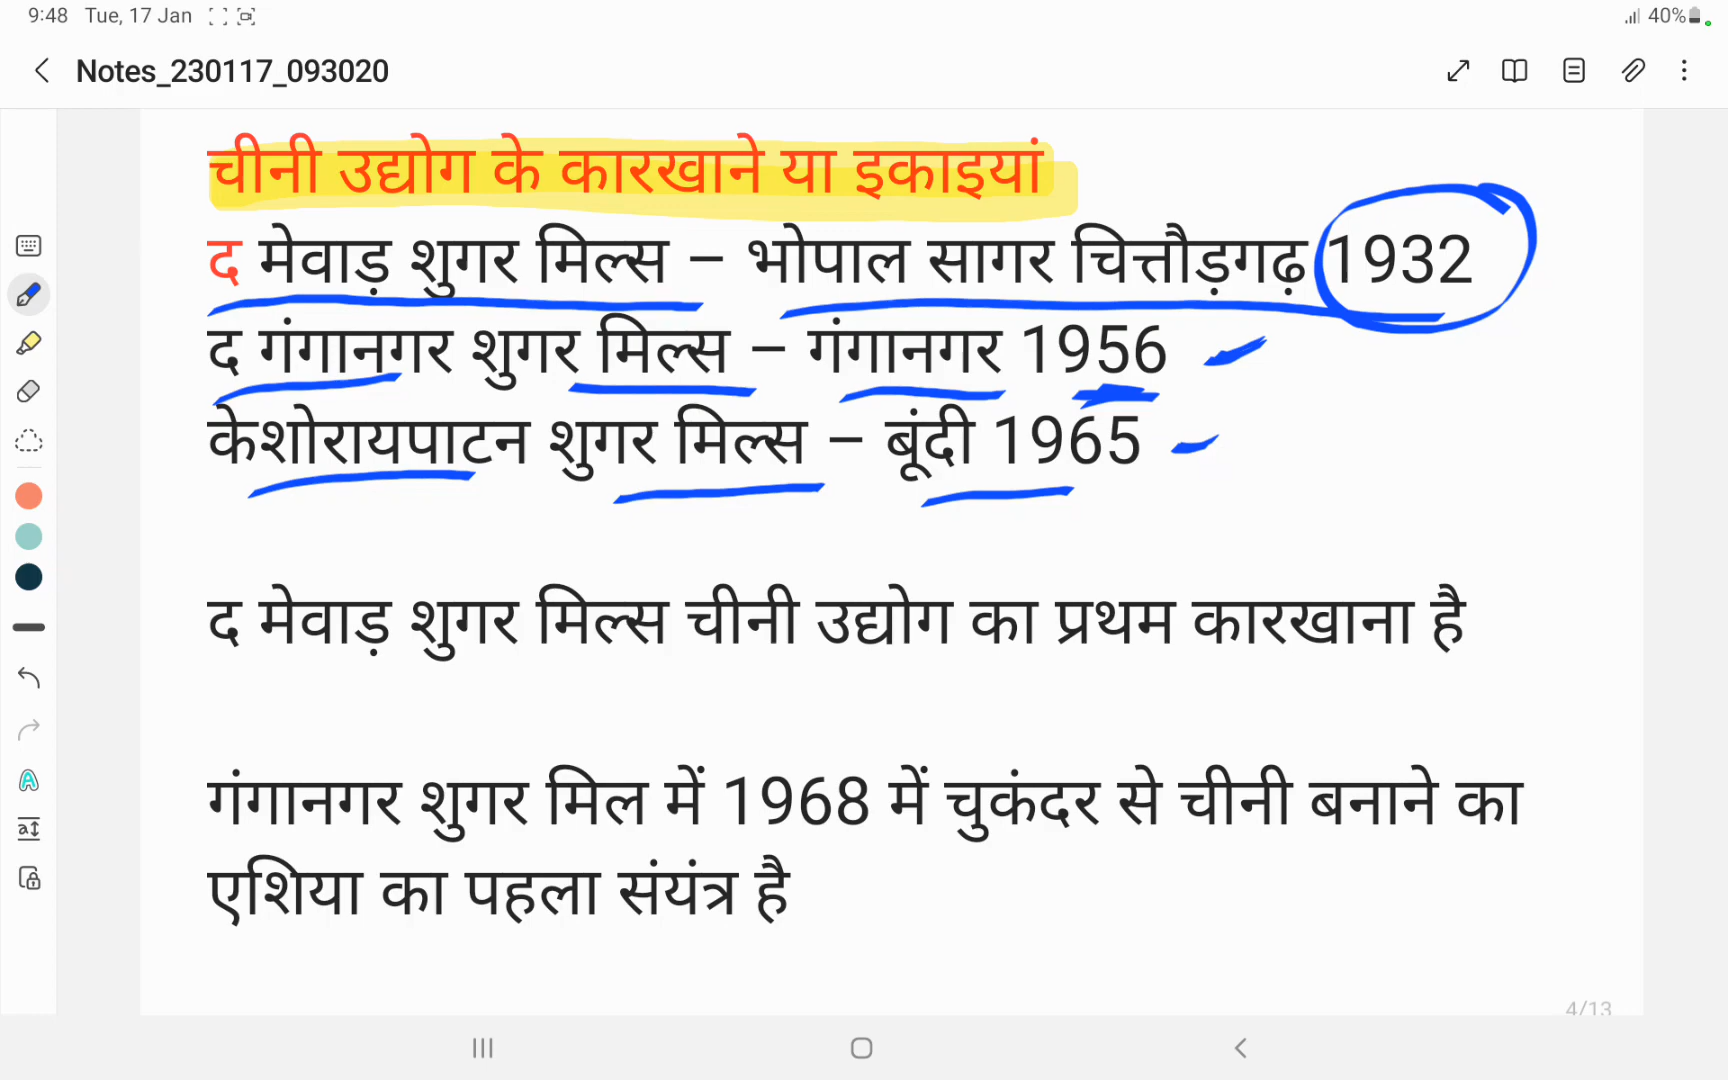 9:48 Tue, 17 Jan 40%
Notes_230117_093020
चीनी उद्योग के कारखाने या इकाइयां
द मेवाड़ शुगर मिल्स – भोपाल सागर चित्तौड़गढ़ 1932
द गंगानगर शुगर मिल्स – गंगानगर 1956
केशोरायपाटन शुगर मिल्स – बूंदी 1965
द मेवाड़ शुगर मिल्स चीनी उद्योग का प्रथम कारखाना है
गंगानगर शुगर मिल में 1968 में चुकंदर से चीनी बनाने का
एशिया का पहला संयंत्र है
4/13